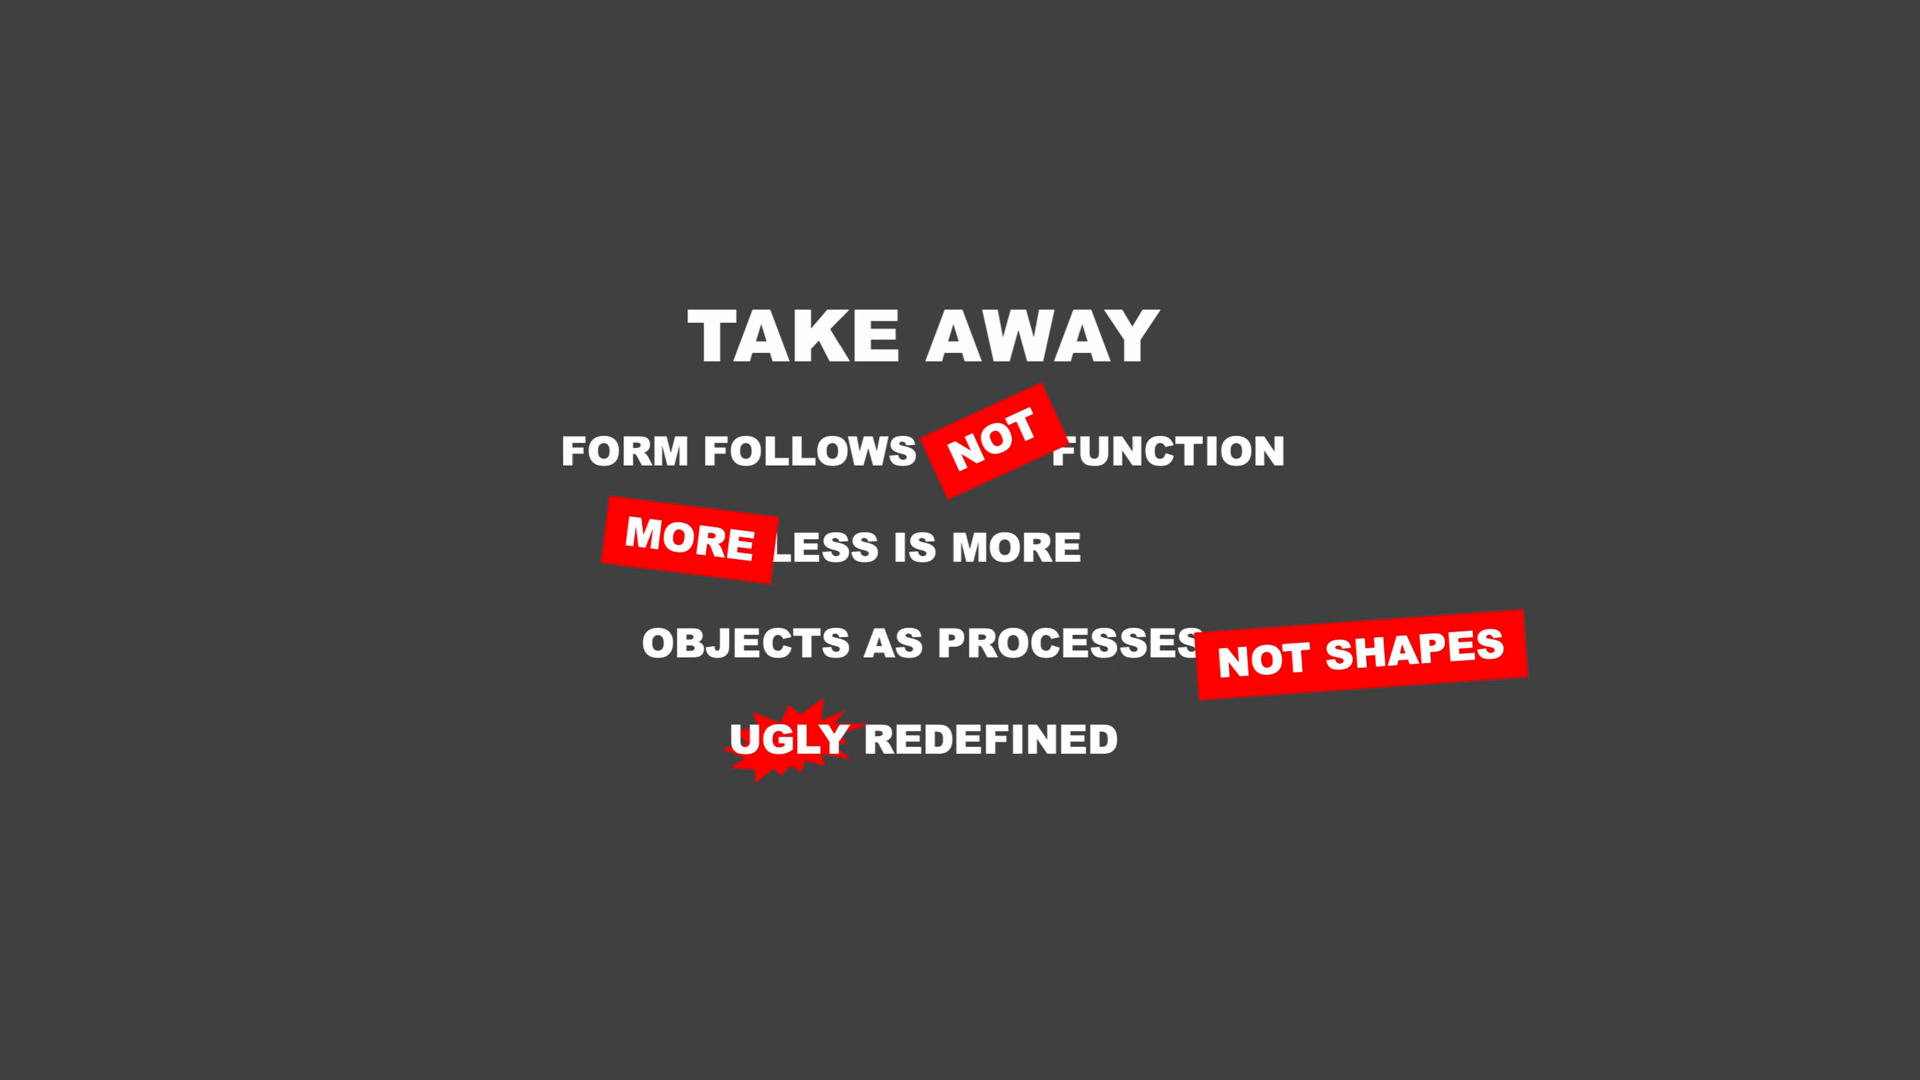 TAKE AWAY
FORM FOLLOWS NOT FUNCTION
MORE LESS IS MORE
OBJECTS AS PROCESSES NOT SHAPES
UGLY REDEFINED